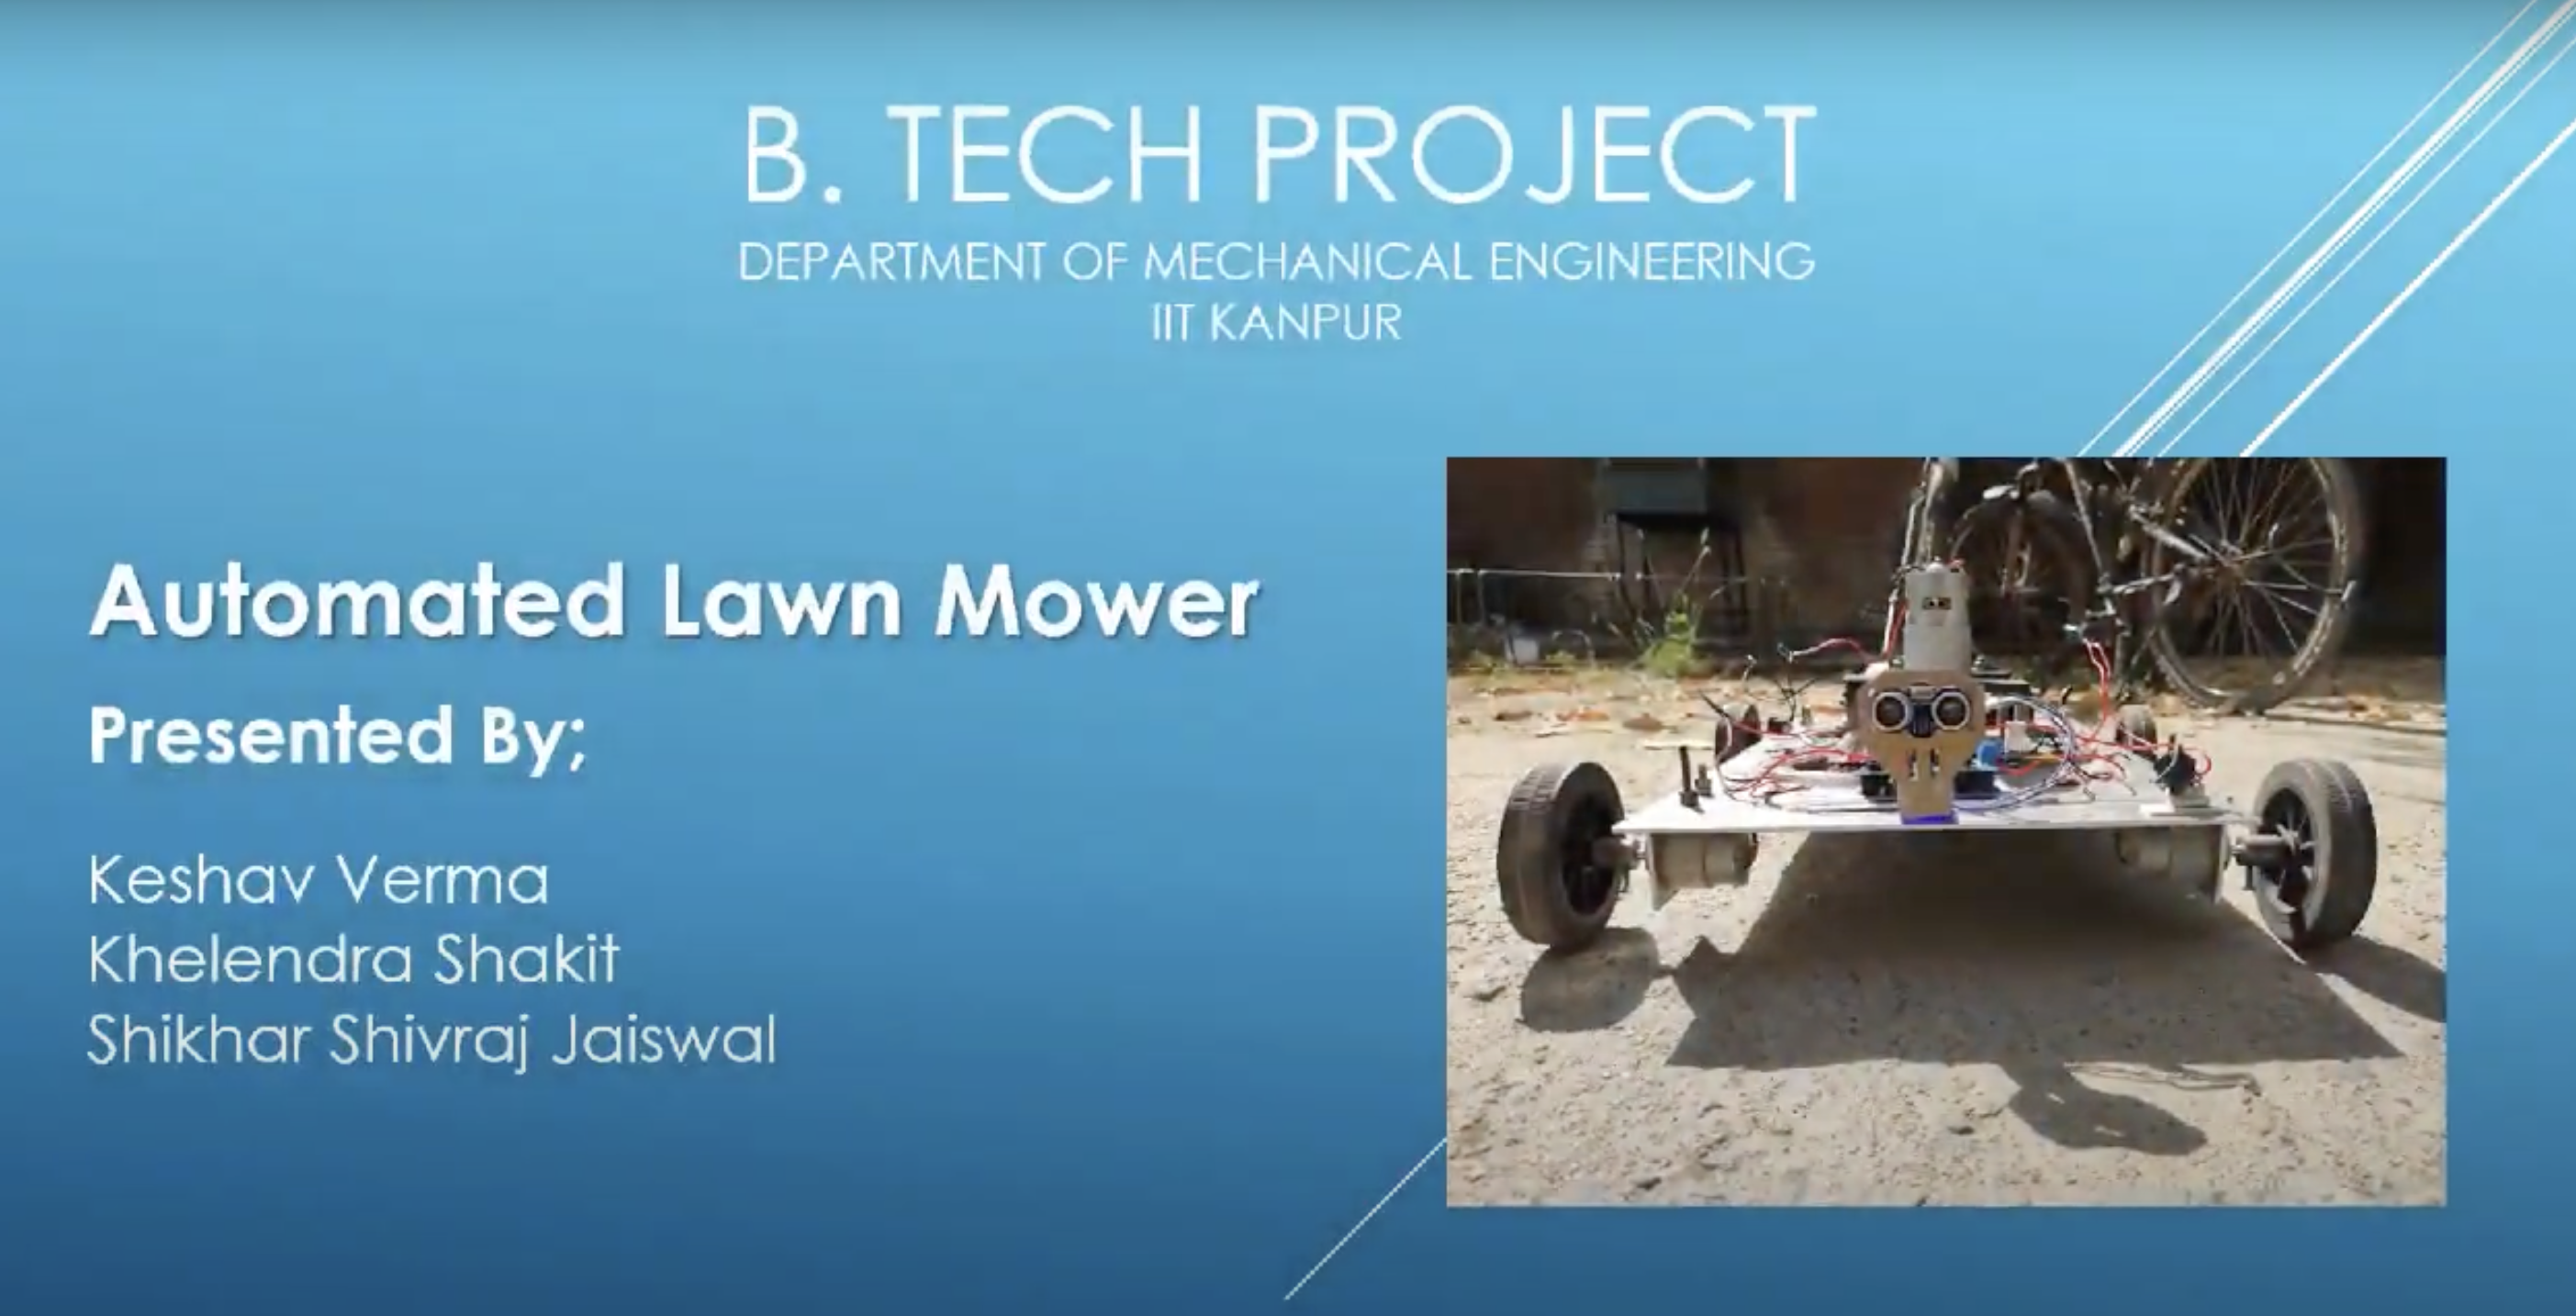 B. TECH PROJECT
DEPARTMENT OF MECHANICAL ENGINEERING
IIT KANPUR
Automated Lawn Mower
Presented By;
Keshav Verma
Khelendra Shakit
Shikhar Shivraj Jaiswal